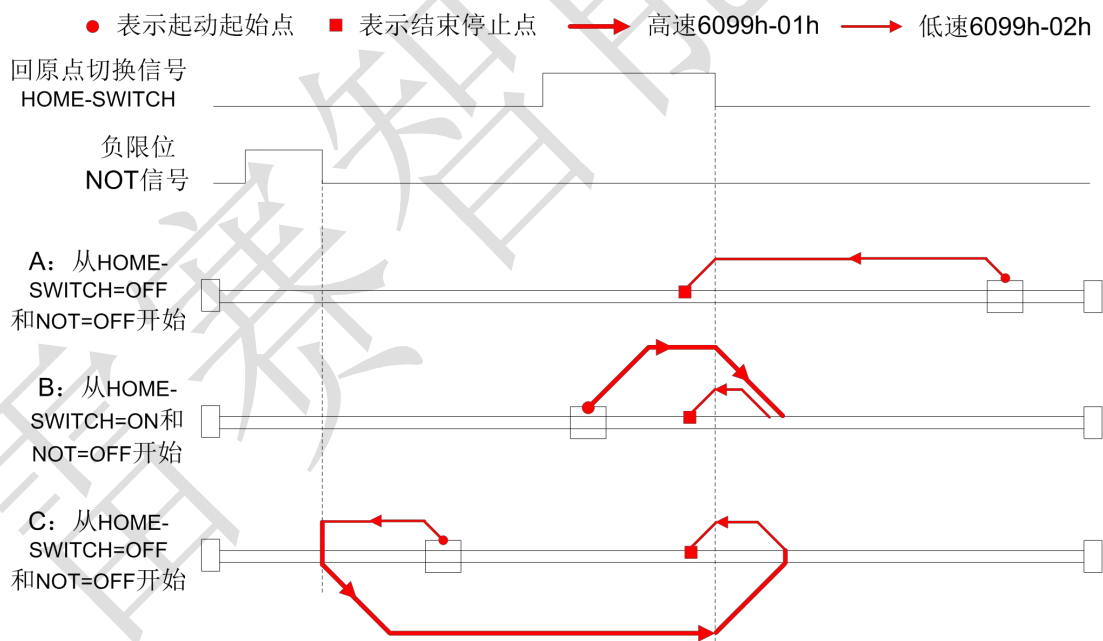 表示起动起始点 表示结束停止点 高速6099h-01h 低速6099h-02h
回原点切换信号
HOME-SWITCH
负限位
NOT信号
A：从HOME-
SWITCH=OFF
和NOT=OFF开始
B：从HOME-
SWITCH=ON和
NOT=OFF开始
C：从HOME-
SWITCH=OFF
和NOT=OFF开始
雷赛智能